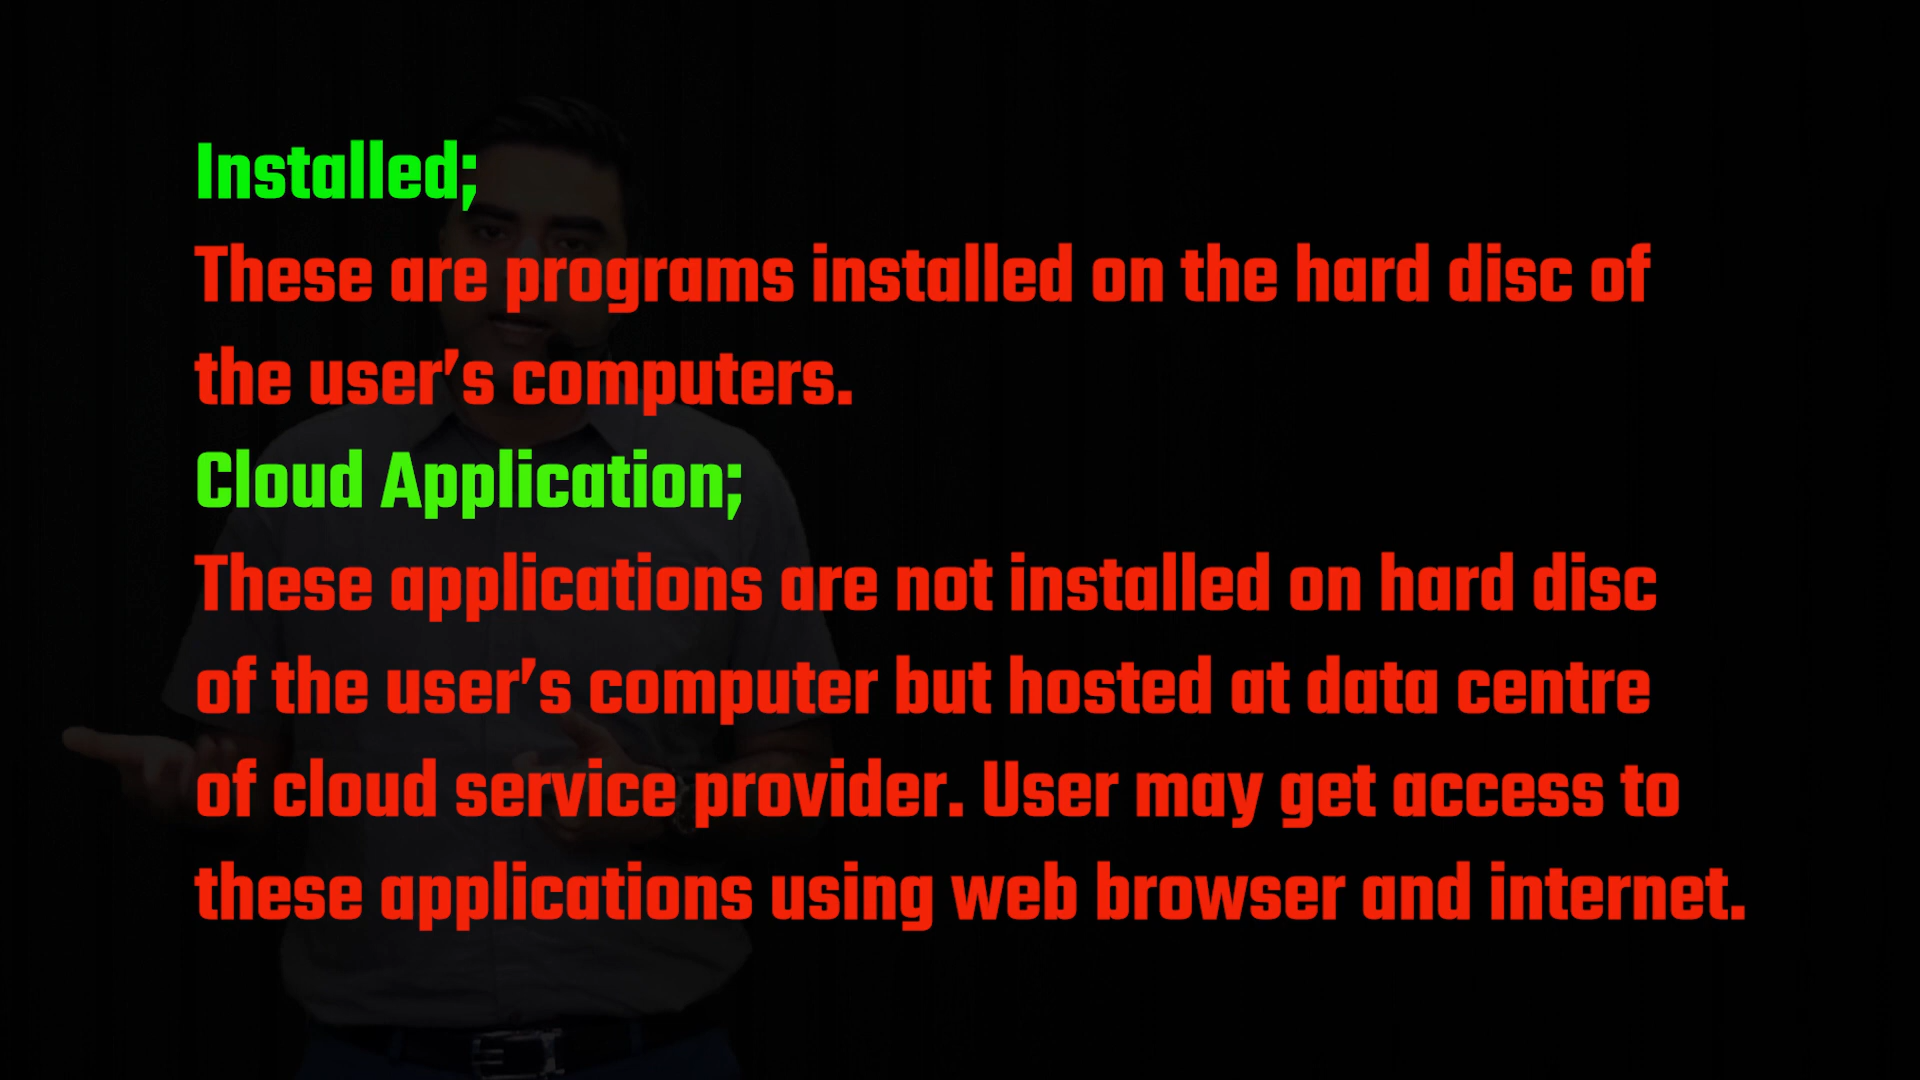 Installed;
These are programs installed on the hard disc of
the user’s computers.
Cloud Application;
These applications are not installed on hard disc
of the user’s computer but hosted at data centre
of cloud service provider. User may get access to
these applications using web browser and internet.